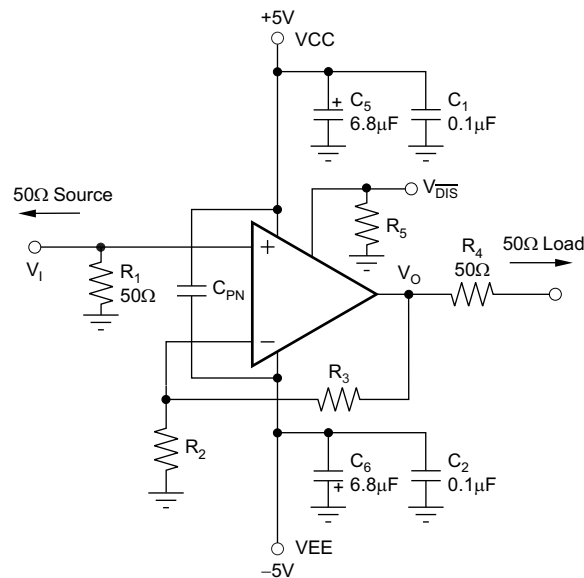 +5V
VCC
+ C5
6.8μF
C1
0.1μF
50Ω Source
VDIS
R5
R4
50Ω
50Ω Load
VI
R1
50Ω
CPN
+
−
VO
R3
R2
C6
+ 6.8μF
C2
0.1μF
VEE
−5V